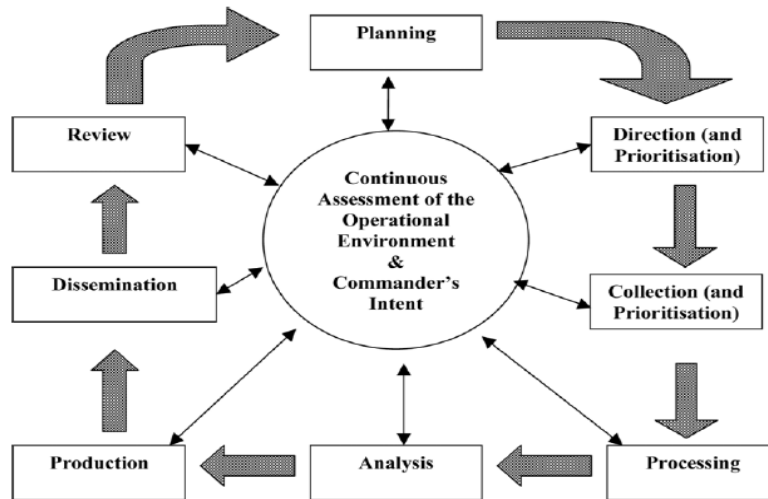 Planning
Review
Direction (and
Prioritisation)
Continuous
Assessment of the
Operational
Environment
&
Commander's
Intent
Dissemination
Collection (and
Prioritisation)
Production
Analysis
Processing